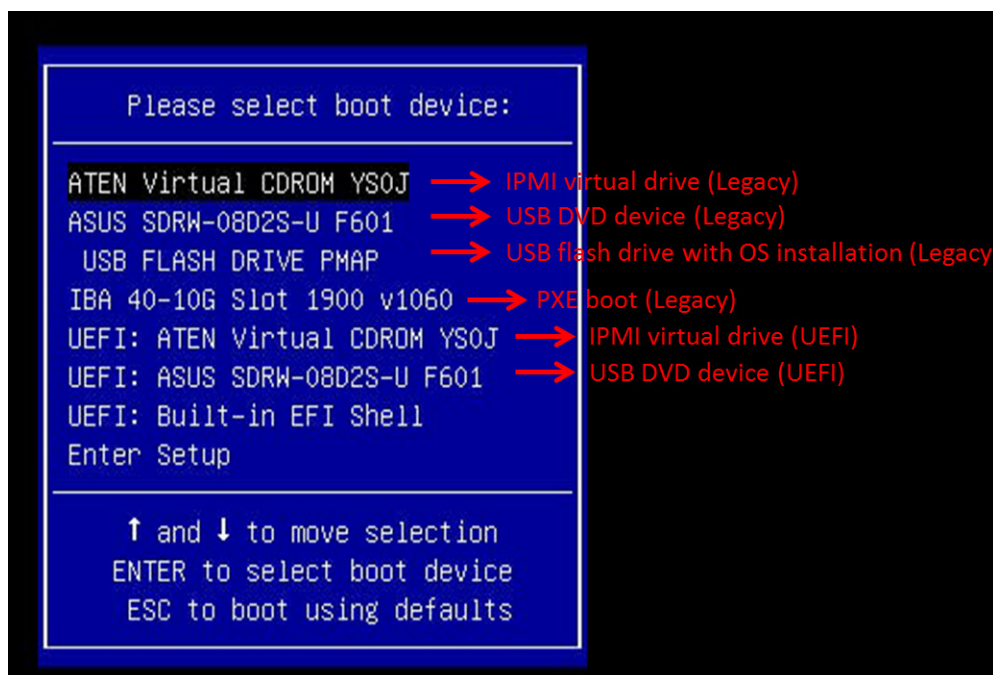 Please select boot device:
ATEN Virtual CDROM YS0J → IPMI virtual drive (Legacy)
ASUS SDRW-08D2S-U F601 → USB DVD device (Legacy)
USB FLASH DRIVE PMAP → USB flash drive with OS installation (Legacy
IBA 40-10G Slot 1900 v1060 → PXE boot (Legacy)
UEFI: ATEN Virtual CDROM YS0J → IPMI virtual drive (UEFI)
UEFI: ASUS SDRW-08D2S-U F601 → USB DVD device (UEFI)
UEFI: Built-in EFI Shell
Enter Setup
↑ and ↓ to move selection
ENTER to select boot device
ESC to boot using defaults